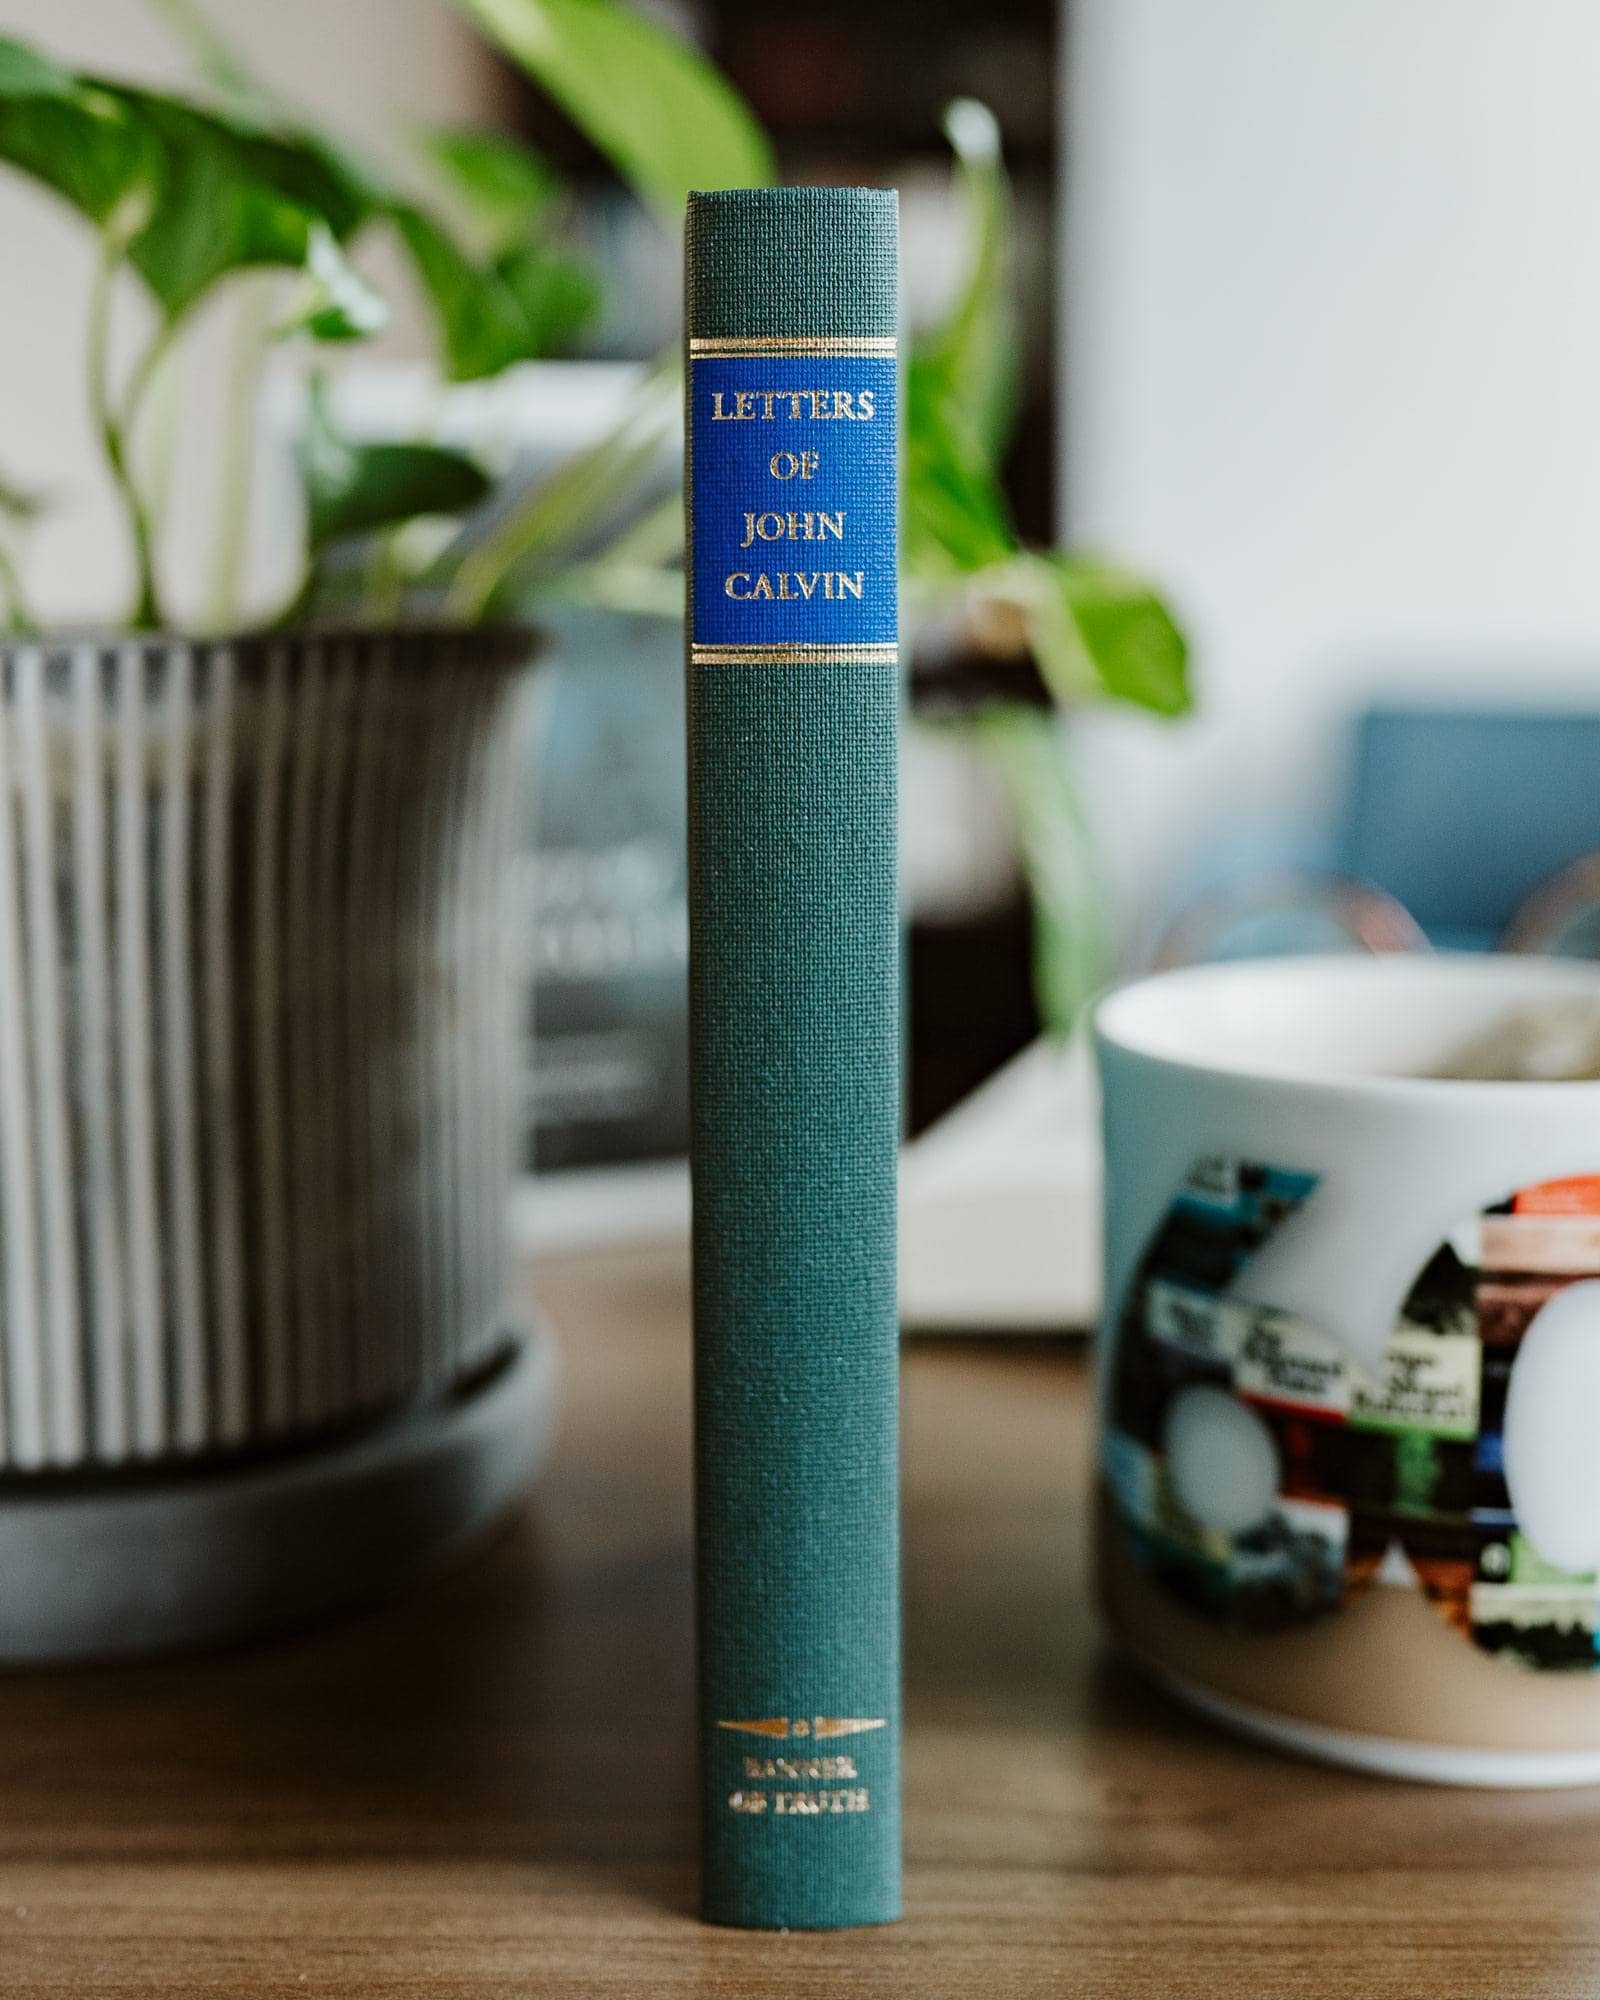 LETTERS
OF
JOHN
CALVIN
BANNER
OF TRUTH